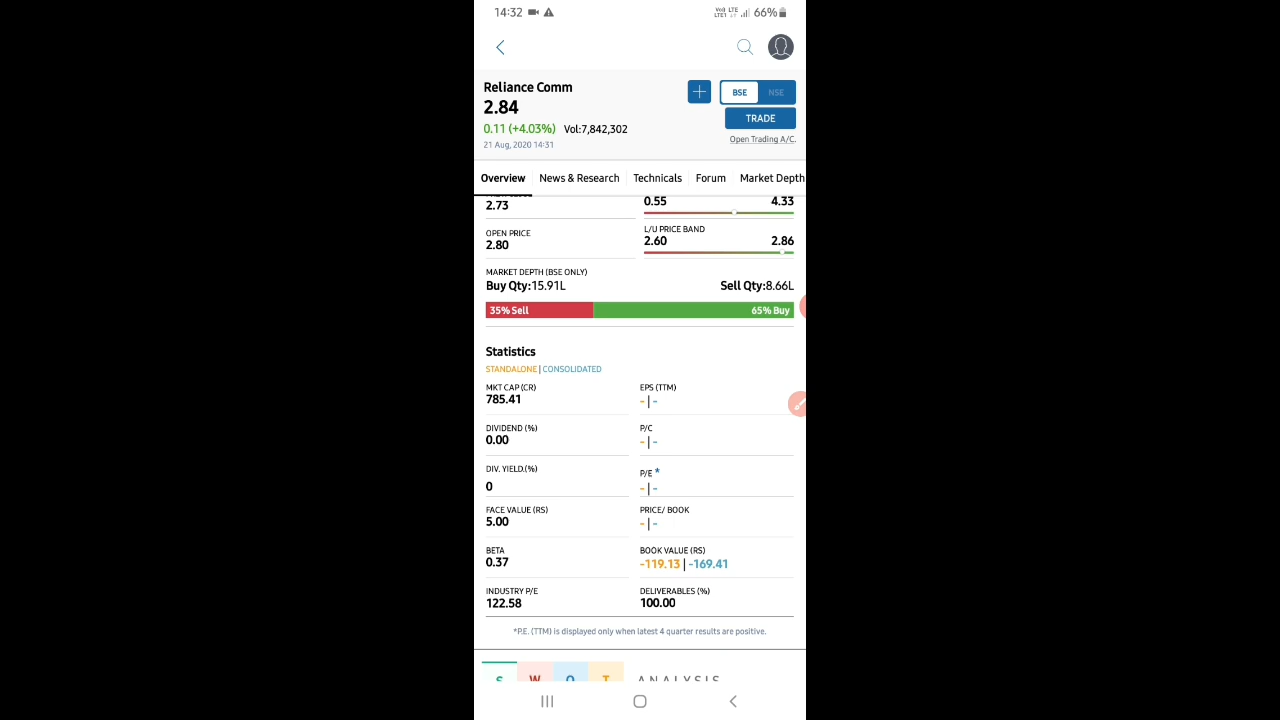 14:32 Vo)) LTE LTE1 66%
Reliance Comm
BSE NSE
2.84
TRADE
0.11 (+4.03%) Vol:7,842,302
Open Trading A/C.
21 Aug, 2020 14:31
Overview News & Research Technicals Forum Market Depth
2.73 0.55 4.33
OPEN PRICE L/U PRICE BAND
2.80 2.60 2.86
MARKET DEPTH (BSE ONLY)
Buy Qty:15.91L Sell Qty:8.66L
35% Sell 65% Buy
Statistics
STANDALONE | CONSOLIDATED
MKT CAP (CR) EPS (TTM)
785.41 - | -
DIVIDEND (%) P/C
0.00 - | -
DIV. YIELD.(%) P/E *
0 - | -
FACE VALUE (RS) PRICE/ BOOK
5.00 - | -
BETA BOOK VALUE (RS)
0.37 -119.13 | -169.41
INDUSTRY P/E DELIVERABLES (%)
122.58 100.00
*P.E. (TTM) is displayed only when latest 4 quarter results are positive.
S W O T ANALYSIS